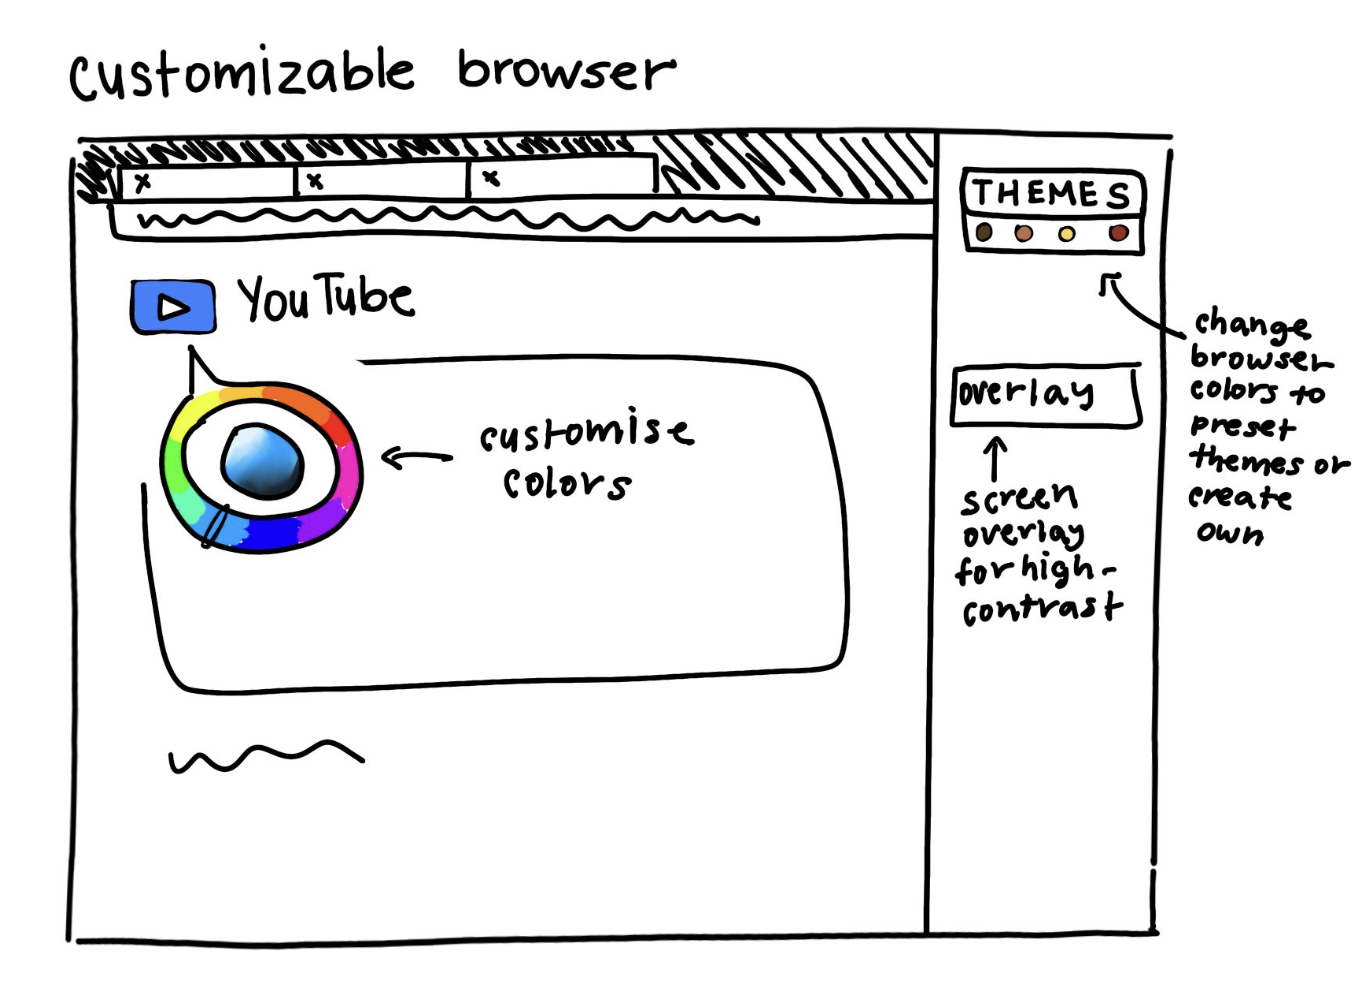 customizable browser
x x x
THEMES
YouTube
change
browser
colors to
preset
themes or
create
own
overlay
customise
colors
screen
overlay
for high-
contrast